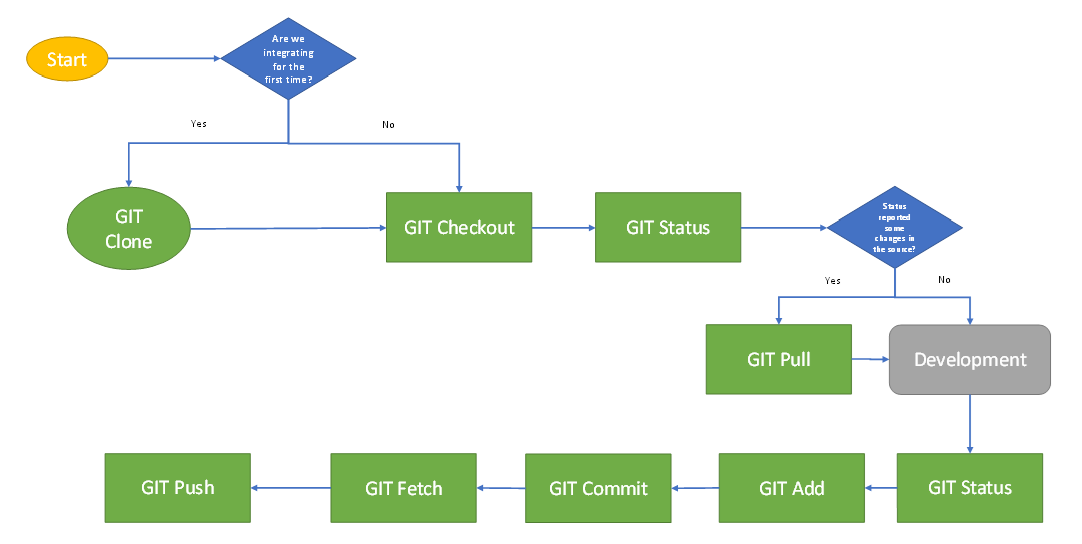 Start
Are we
integrating
for the
first time?
Yes
No
GIT
Clone
GIT Checkout
GIT Status
Status
reported
some
changes in
the source?
Yes
No
GIT Pull
Development
GIT Push
GIT Fetch
GIT Commit
GIT Add
GIT Status